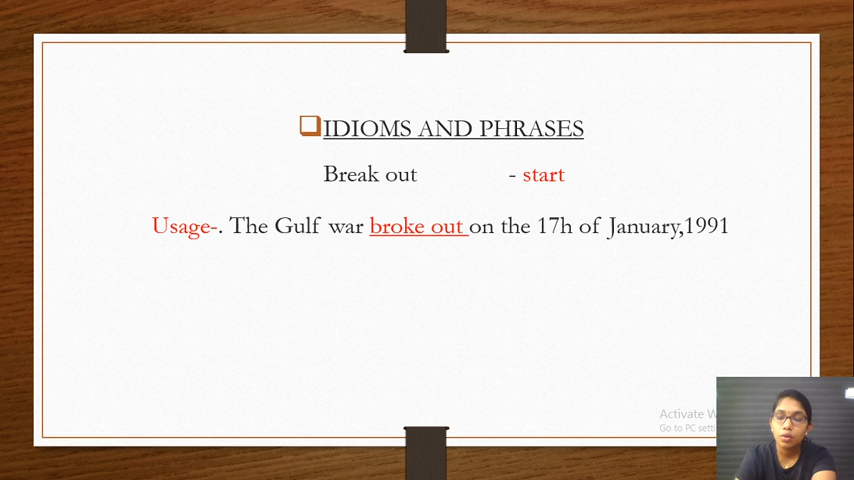 IDIOMS AND PHRASES
Break out - start
Usage-. The Gulf war broke out on the 17h of January,1991
Activate W
Go to PC setti